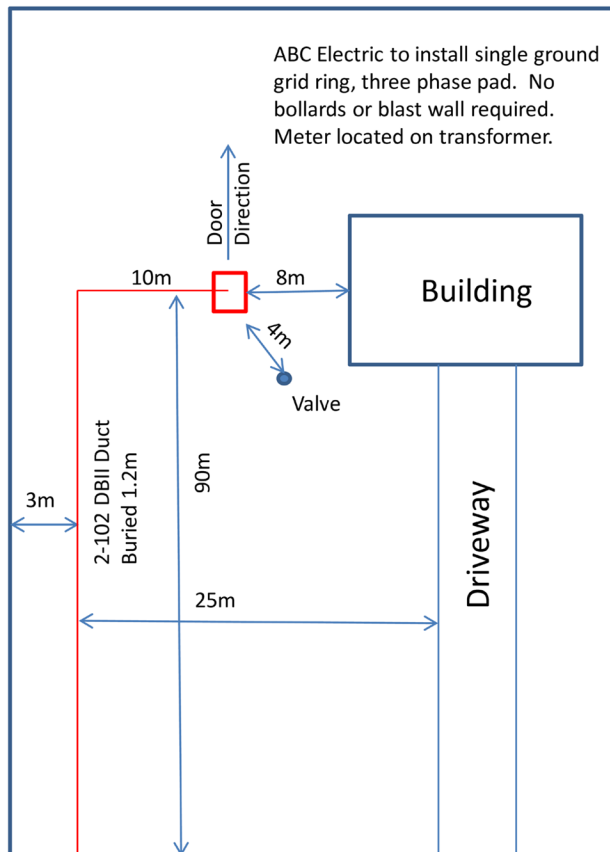 ABC Electric to install single ground
grid ring, three phase pad.  No
bollards or blast wall required.
Meter located on transformer.
Door
Direction
10m
8m
Building
4m
Valve
2-102 DBII Duct
Buried 1.2m
90m
3m
Driveway
25m